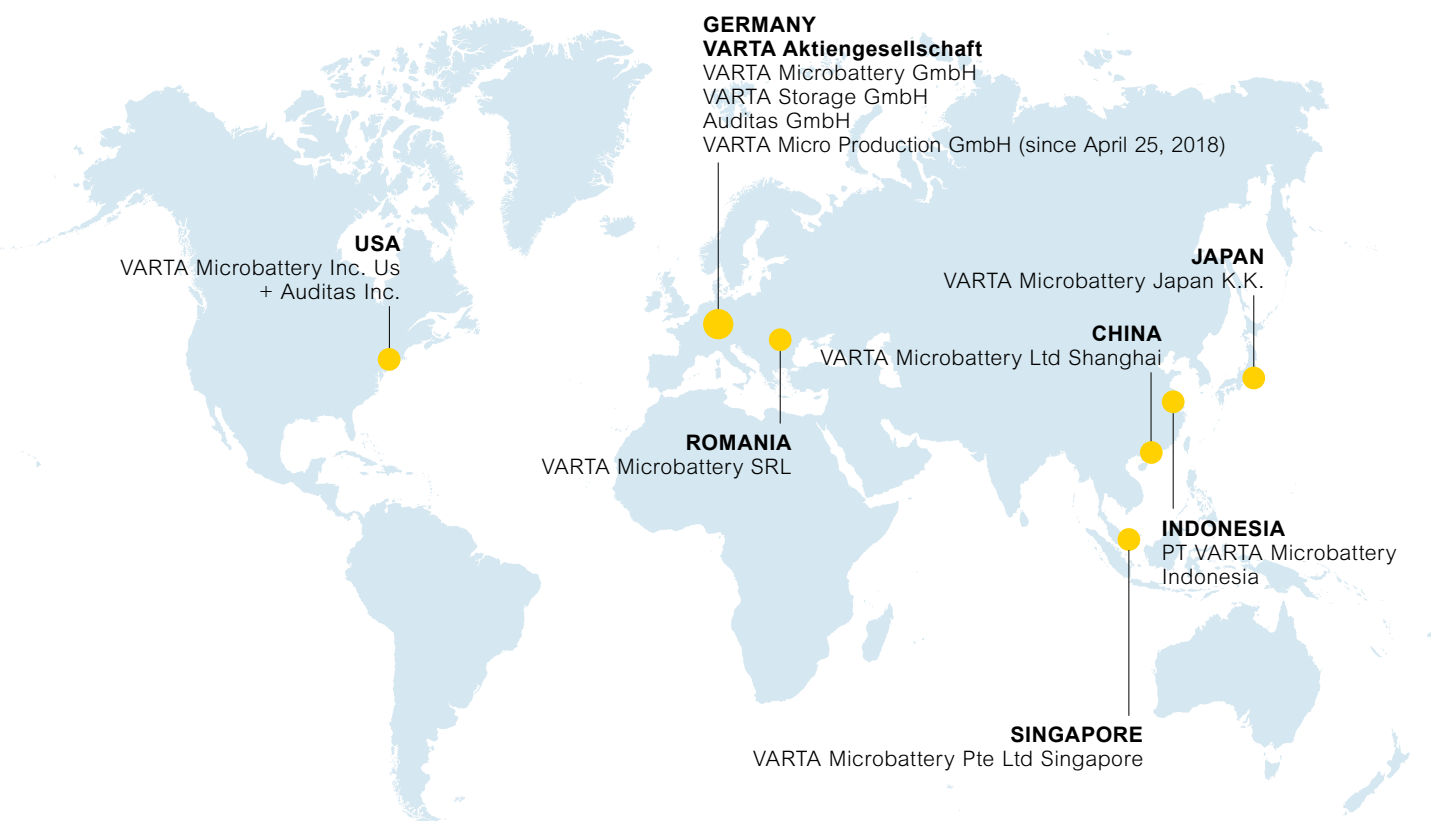 GERMANY
VARTA Aktiengesellschaft
VARTA Microbattery GmbH
VARTA Storage GmbH
Auditas GmbH
VARTA Micro Production GmbH (since April 25, 2018)
USA
VARTA Microbattery Inc. Us
+ Auditas Inc.
JAPAN
VARTA Microbattery Japan K.K.
CHINA
VARTA Microbattery Ltd Shanghai
ROMANIA
VARTA Microbattery SRL
INDONESIA
PT VARTA Microbattery
Indonesia
SINGAPORE
VARTA Microbattery Pte Ltd Singapore